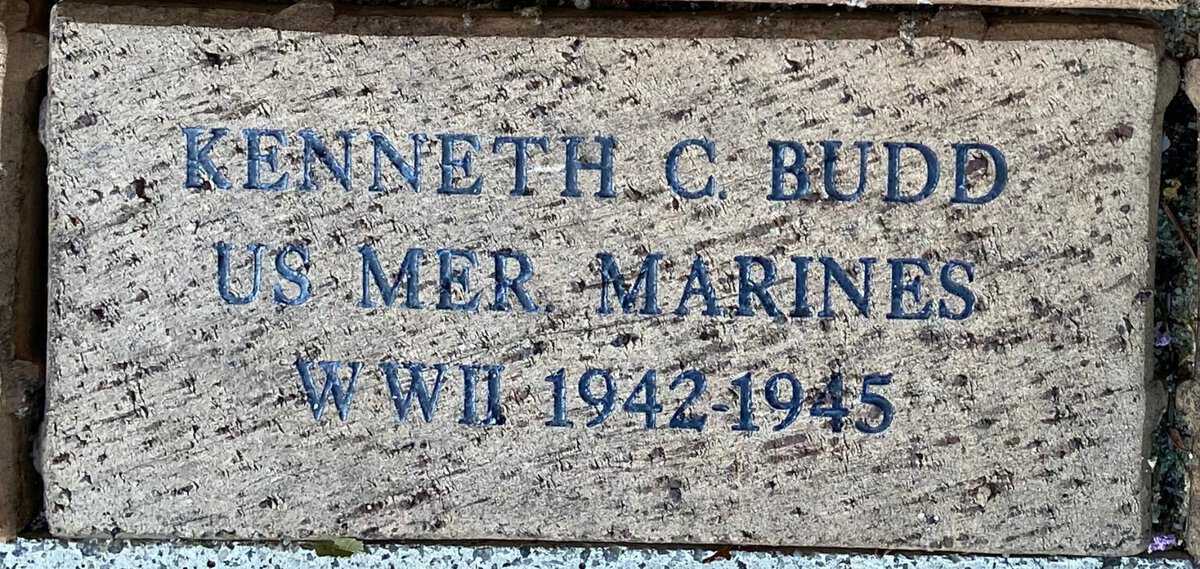 KENNETH C. BUDD
US MER. MARINES
WWII 1942-1945